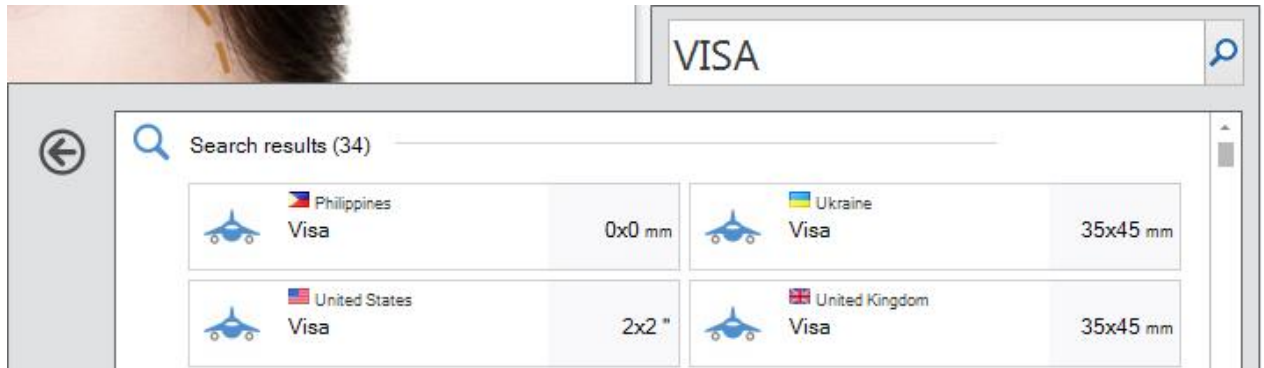 VISA
Search results (34)
Philippines
Visa
0x0 mm
Ukraine
Visa
35x45 mm
United States
Visa
2x2 "
United Kingdom
Visa
35x45 mm